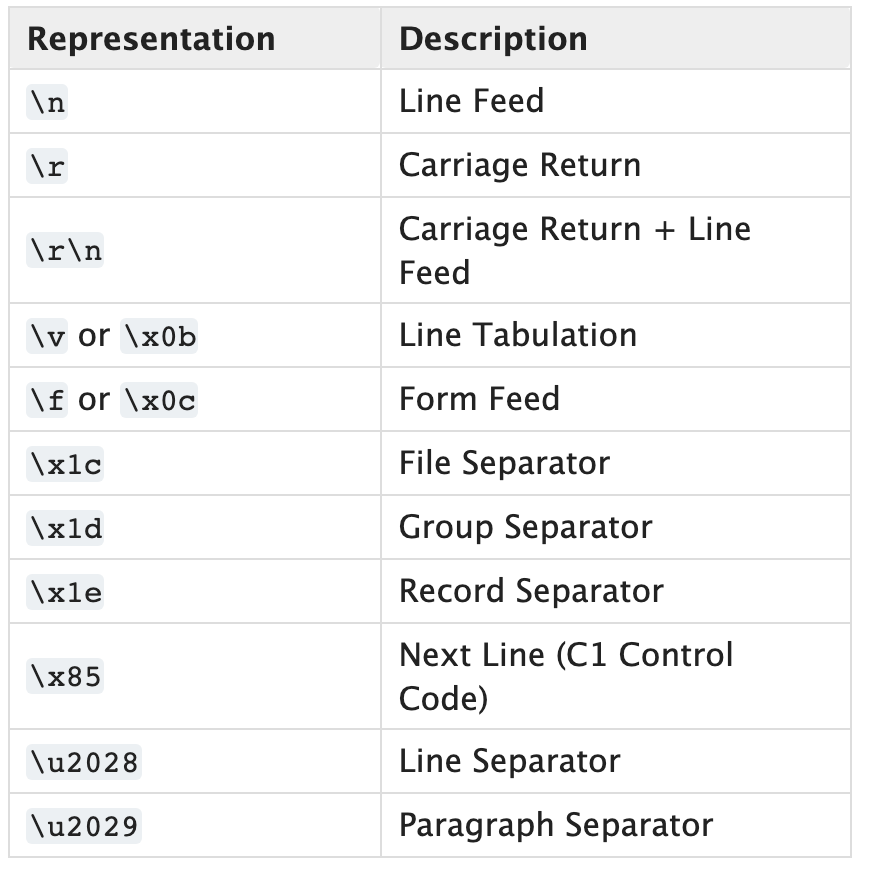 Representation Description
\n Line Feed
\r Carriage Return
\r\n Carriage Return + Line
Feed
\v or \x0b Line Tabulation
\f or \x0c Form Feed
\x1c File Separator
\x1d Group Separator
\x1e Record Separator
\x85 Next Line (C1 Control
Code)
\u2028 Line Separator
\u2029 Paragraph Separator